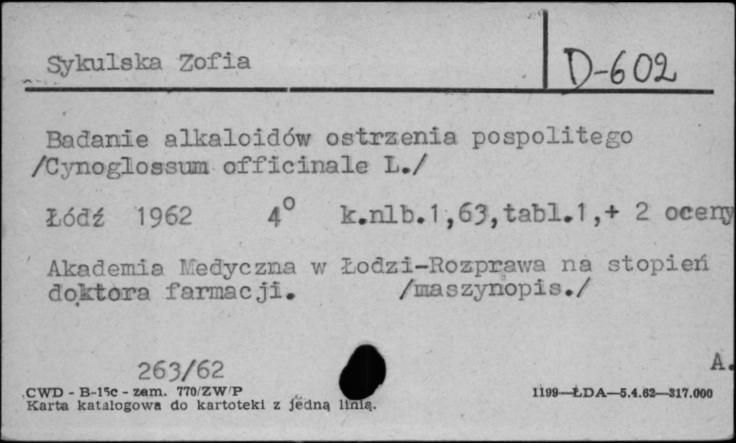 Sykulska Zofia
D-602
Badanie alkaloidów ostrzenia pospolitego
/Cynoglossum officinale L./
Łódź 1962 4° k.nlb.1,63,tabl.1,+ 2 oceny
Akademia Medyczna w Łodzi-Rozprawa na stopień
doktora farmacji. /maszynopis./
263/62
A.
CWD - B-15c - zam. 770/ZW/P
1199—ŁDA—5.4.62—317.000
Karta katalogowa do kartoteki z jedną linią.